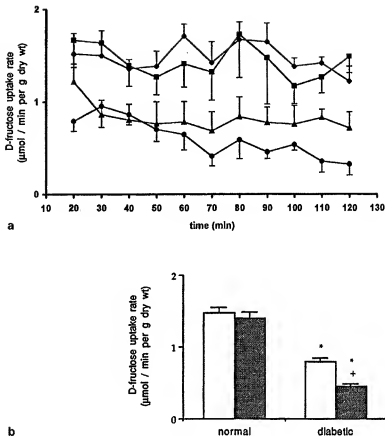 2
D-fructose uptake rate
(μmol / min per g dry wt)
1
0
10 20 30 40 50 60 70 80 90 100 110 120 130
time (min)
a
2
D-fructose uptake rate
(μmol / min per g dry wt)
1
0
*
*
+
normal diabetic
b